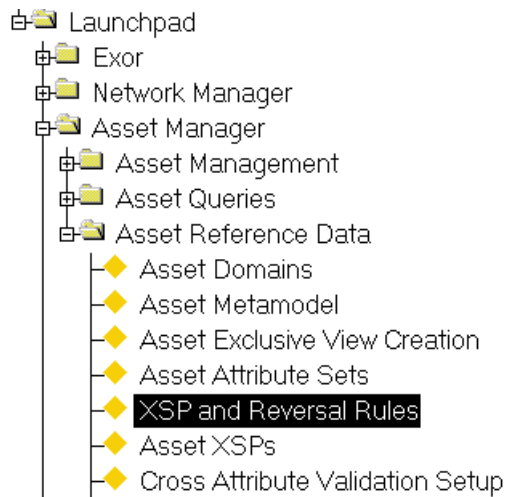 Launchpad
Exor
Network Manager
Asset Manager
Asset Management
Asset Queries
Asset Reference Data
Asset Domains
Asset Metamodel
Asset Exclusive View Creation
Asset Attribute Sets
XSP and Reversal Rules
Asset XSPs
Cross Attribute Validation Setup